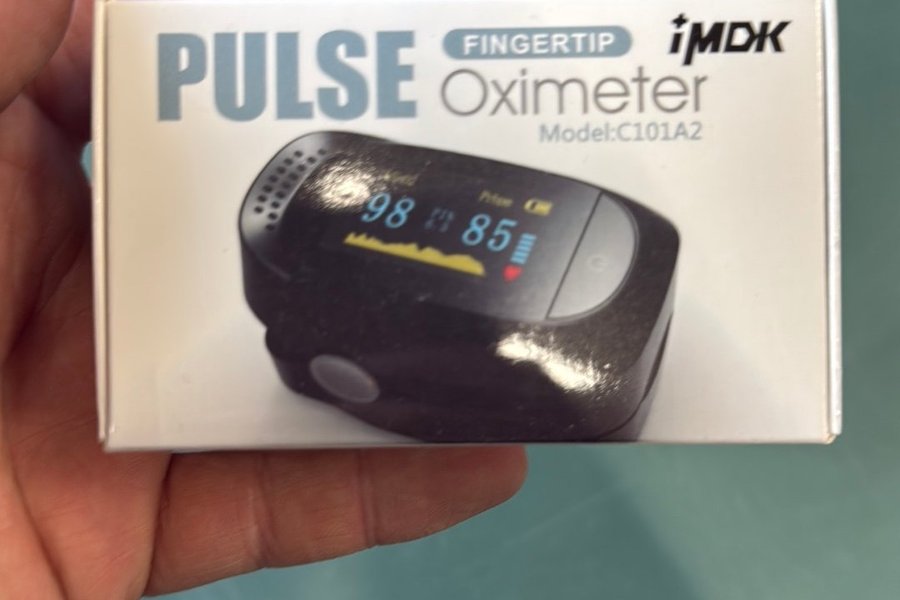 PULSE
FINGERTIP
Oximeter
iMDK
Model:C101A2
98
85